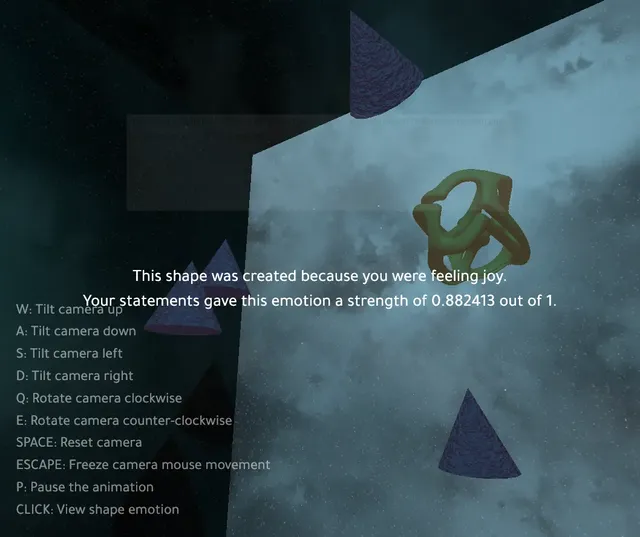 This shape was created because you were feeling joy.
Your statements gave this emotion a strength of 0.882413 out of 1.
W: Tilt camera up
A: Tilt camera down
S: Tilt camera left
D: Tilt camera right
Q: Rotate camera clockwise
E: Rotate camera counter-clockwise
SPACE: Reset camera
ESCAPE: Freeze camera mouse movement
P: Pause the animation
CLICK: View shape emotion